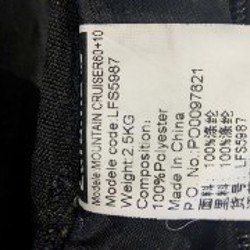 Modele:MOUNTAIN CRUISER60+10
Modele code:LFS5987
Weight:2.5KG
Composition:
100%Polyester
Made in China
P.O.No.:PO0097821
面料: 100%涤纶
里料: 100%涤纶
货号: LFS5987